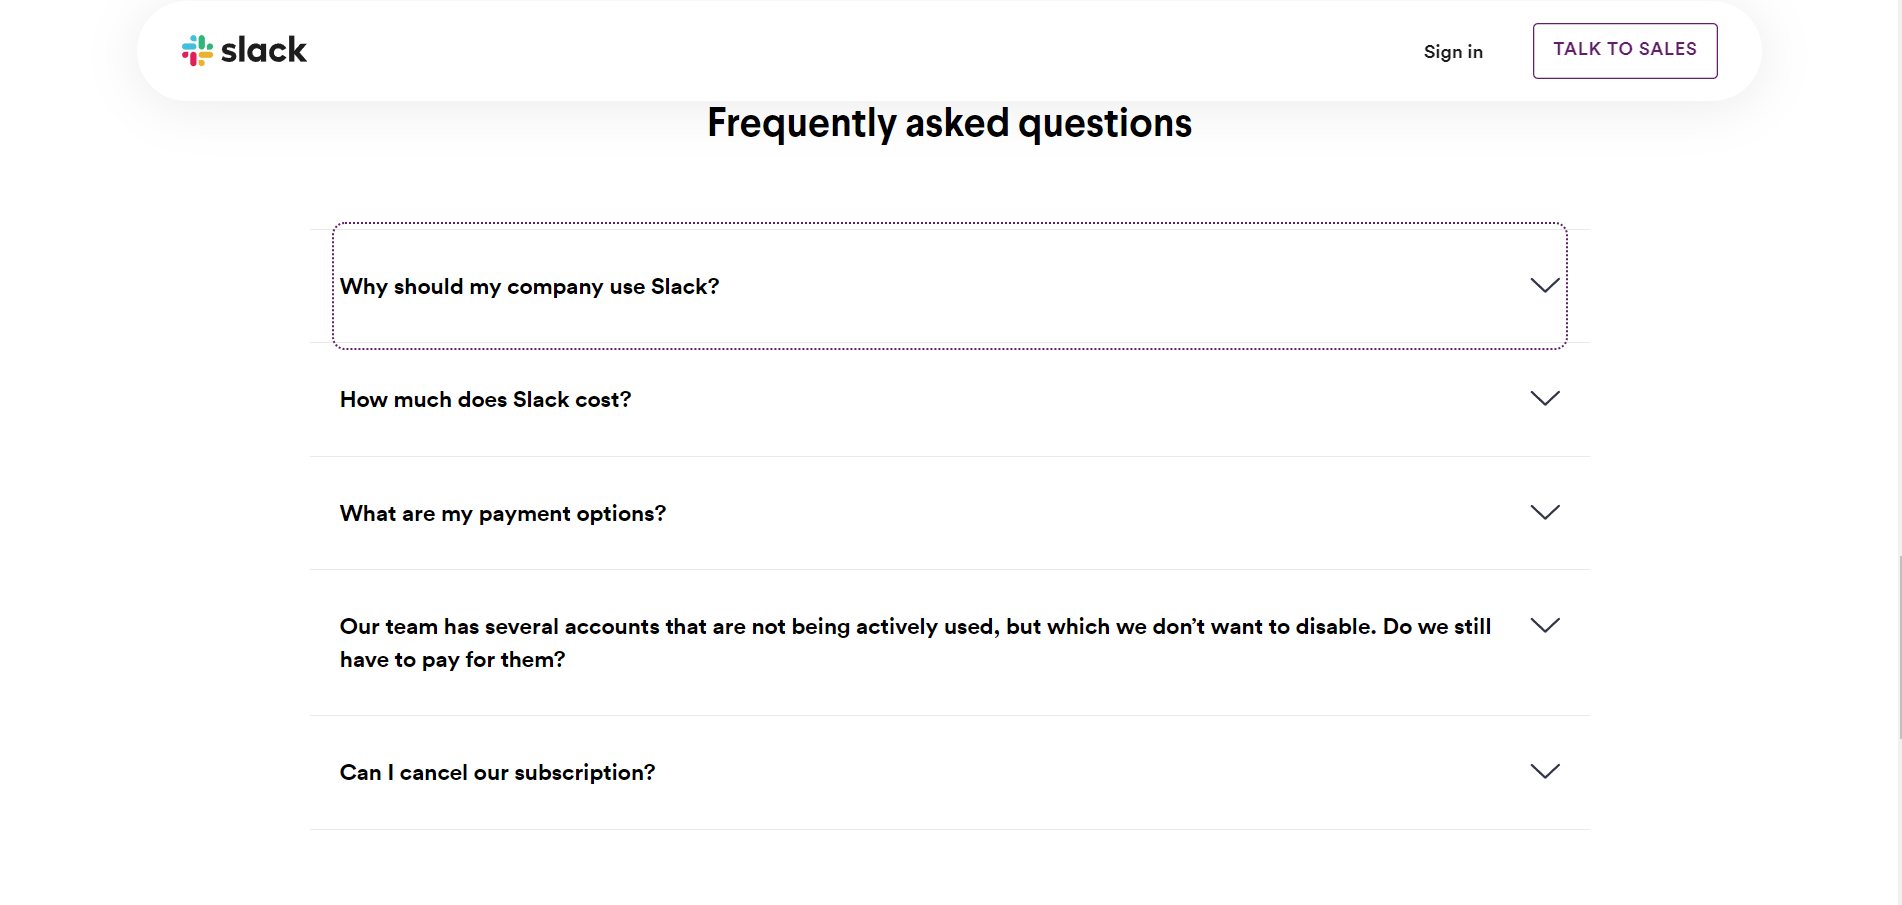 slack
Sign in
TALK TO SALES
Frequently asked questions
Why should my company use Slack?
How much does Slack cost?
What are my payment options?
Our team has several accounts that are not being actively used, but which we don’t want to disable. Do we still
have to pay for them?
Can I cancel our subscription?